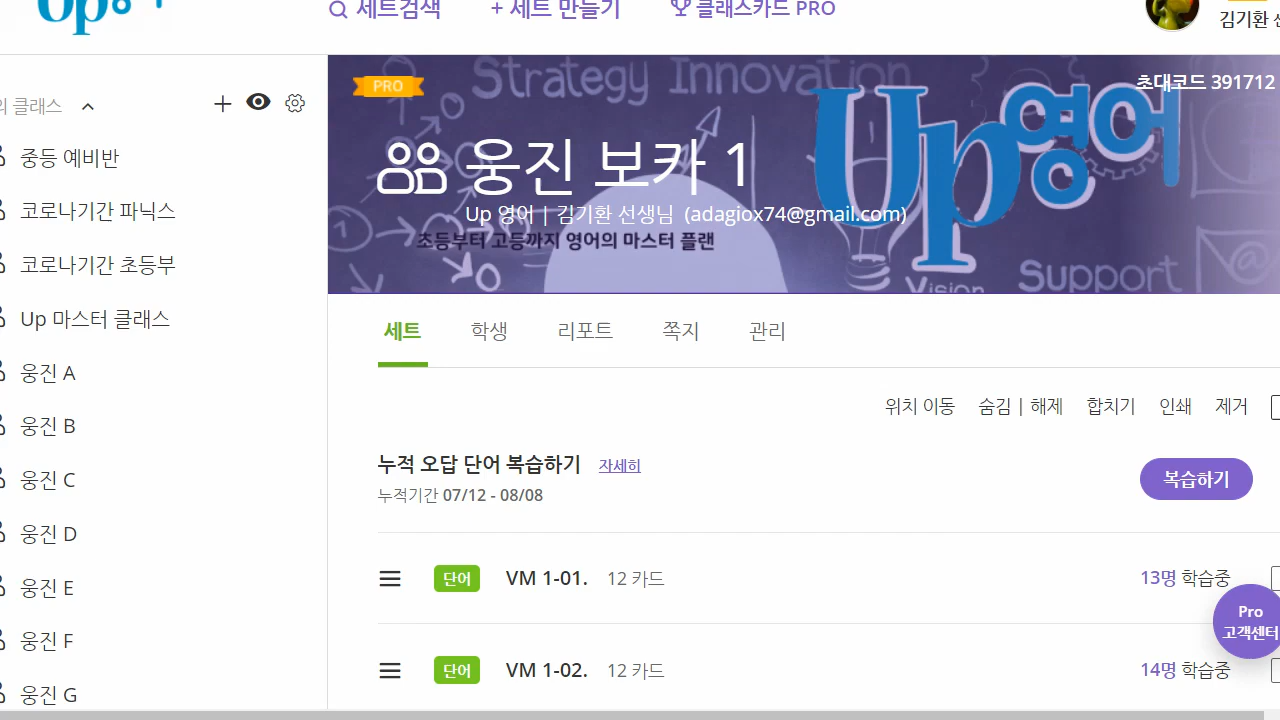 Up영어
세트검색
+ 세트 만들기
클래스카드 PRO
김기환 선
의 클래스
중등 예비반
코로나기간 파닉스
코로나기간 초등부
Up 마스터 클래스
웅진 A
웅진 B
웅진 C
웅진 D
웅진 E
웅진 F
웅진 G
PRO
Strategy Innovation
초대코드 391712
웅진 보카 1
Up 영어 | 김기환 선생님 (adagiox74@gmail.com)
초등부터 고등까지 영어의 마스터 플랜
Up영어
Vision
Support
세트
학생
리포트
쪽지
관리
위치 이동
숨김 | 해제
합치기
인쇄
제거
누적 오답 단어 복습하기 자세히
누적기간 07/12 - 08/08
복습하기
단어 VM 1-01. 12 카드 13명 학습중
Pro
고객센터
단어 VM 1-02. 12 카드 14명 학습중